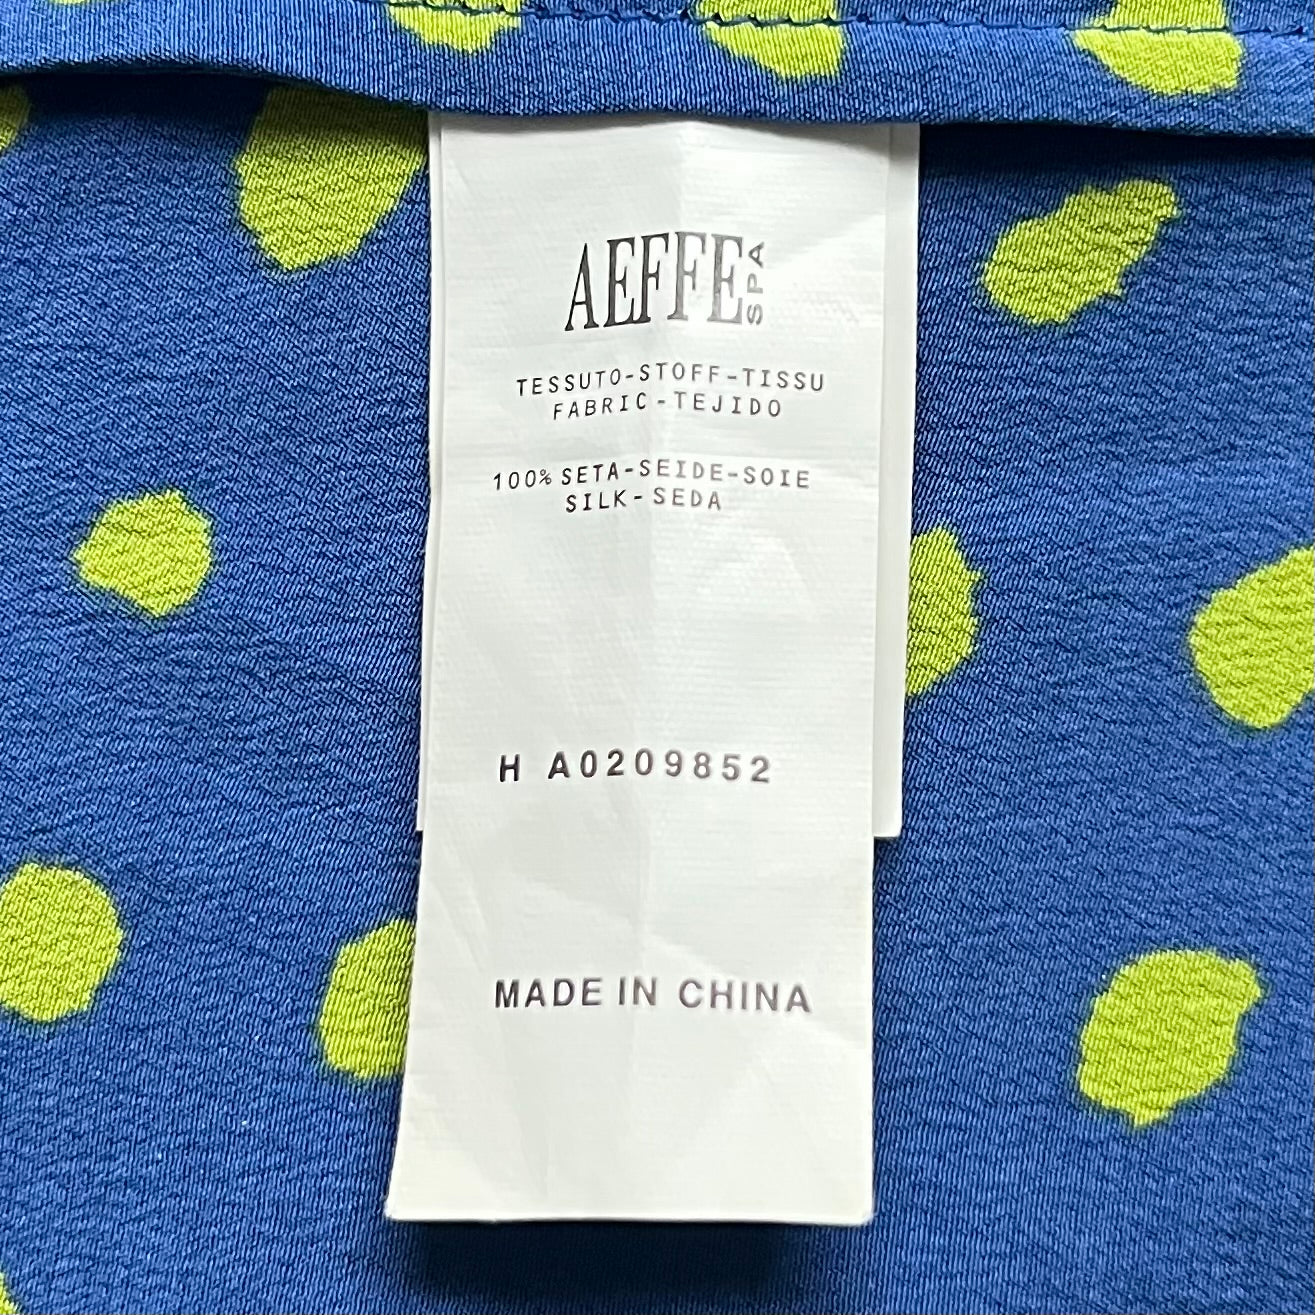 AEFFE SPA
TESSUTO-STOFF-TISSU
FABRIC-TEJIDO
100% SETA-SEIDE-SOIE
SILK-SEDA
H A0209852
MADE IN CHINA